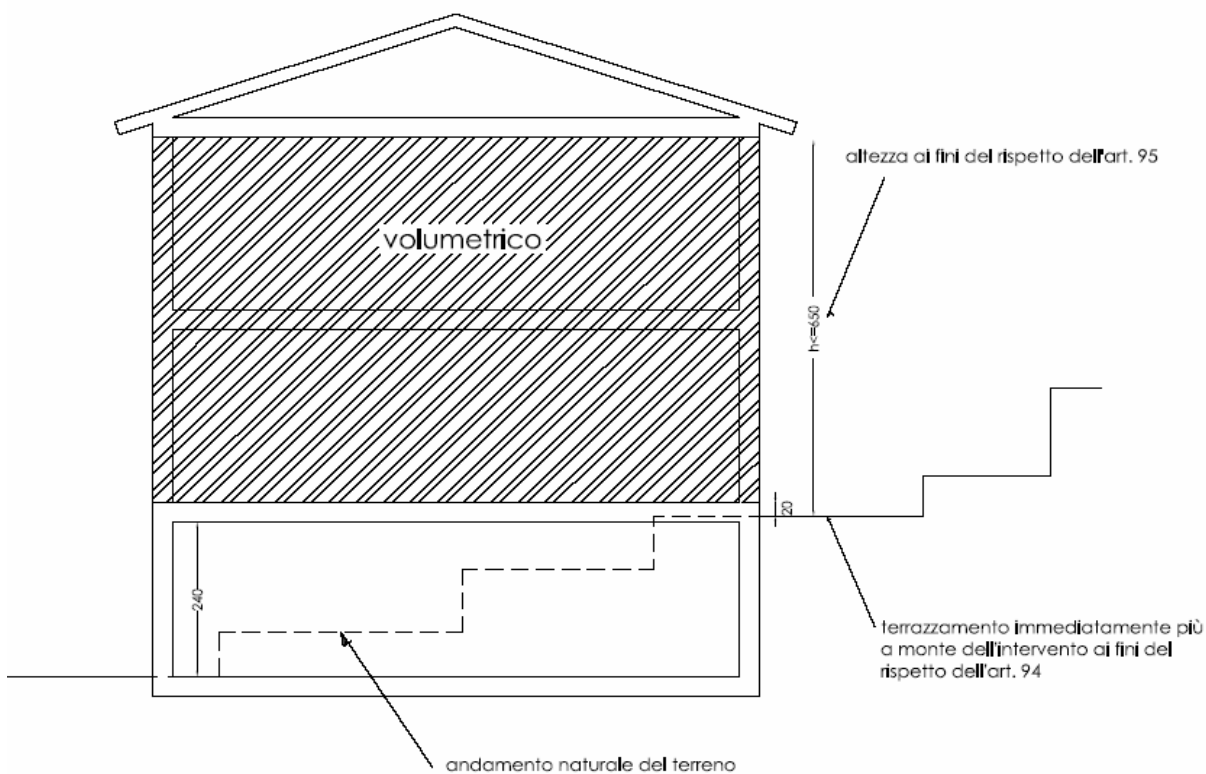 altezza ai fini del rispetto dell'art. 95
volumetrico
h<=650
20
240
terrazzamento immediatamente più
a monte dell'intervento ai fini del
rispetto dell'art. 94
andamento naturale del terreno